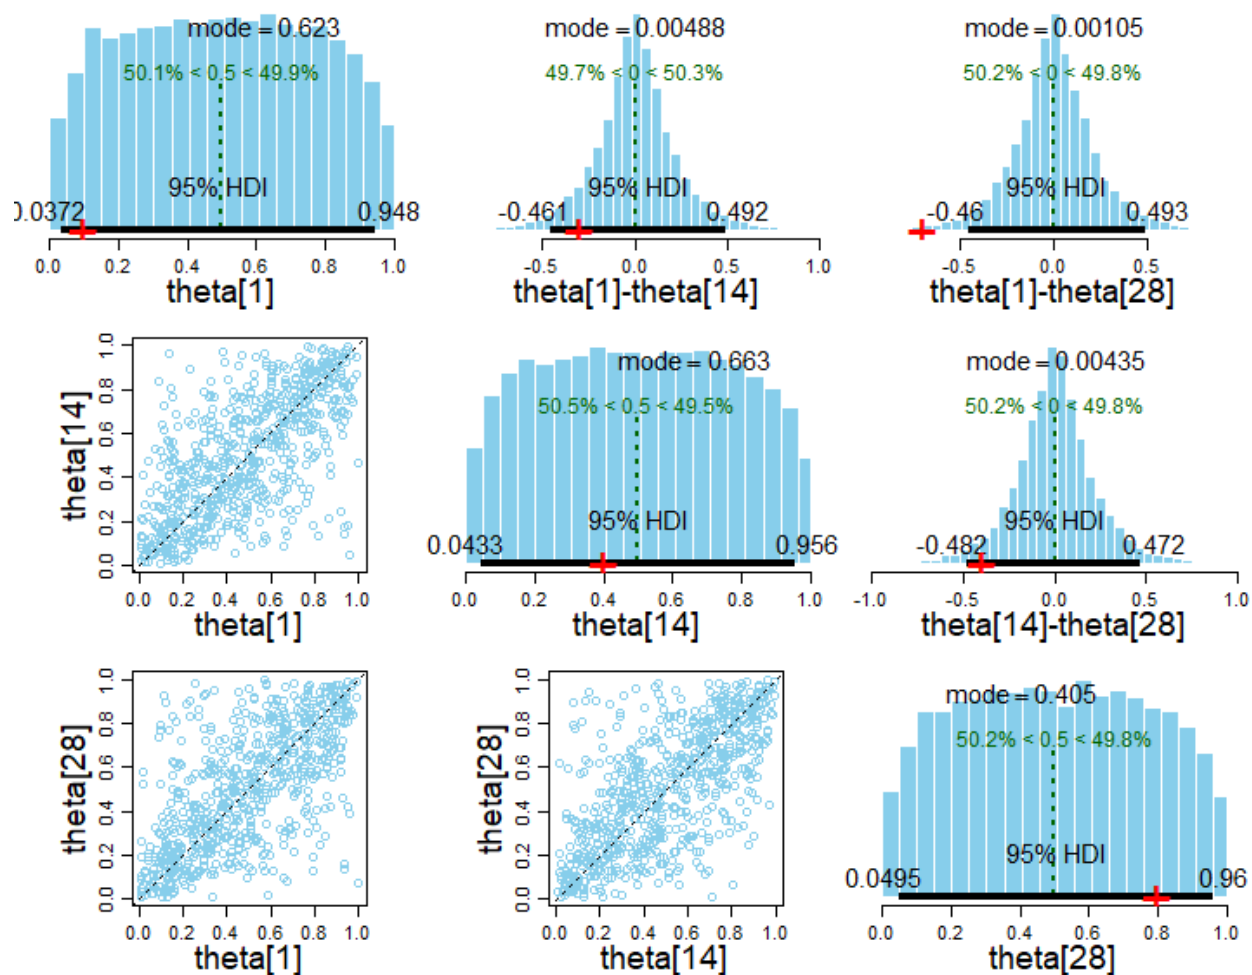 mode = 0.623
50.1% < 0.5 < 49.9%
95% HDI
0.0372
0.948
0.0 0.2 0.4 0.6 0.8 1.0
theta[1]
mode = 0.00488
49.7% < 0 < 50.3%
95% HDI
-0.461
0.492
-0.5 0.0 0.5 1.0
theta[1]-theta[14]
mode = 0.00105
50.2% < 0 < 49.8%
95% HDI
-0.46
0.493
-0.5 0.0 0.5
theta[1]-theta[28]
theta[14]
0.0 0.2 0.4 0.6 0.8 1.0
0.0 0.2 0.4 0.6 0.8 1.0
theta[1]
mode = 0.663
50.5% < 0.5 < 49.5%
95% HDI
0.0433
0.956
0.0 0.2 0.4 0.6 0.8 1.0
theta[14]
mode = 0.00435
50.2% < 0 < 49.8%
95% HDI
-0.482
0.472
-1.0 -0.5 0.0 0.5 1.0
theta[14]-theta[28]
theta[28]
0.0 0.2 0.4 0.6 0.8 1.0
0.0 0.2 0.4 0.6 0.8 1.0
theta[1]
theta[28]
0.0 0.2 0.4 0.6 0.8 1.0
0.0 0.2 0.4 0.6 0.8 1.0
theta[14]
mode = 0.405
50.2% < 0.5 < 49.8%
95% HDI
0.0495
0.96
0.0 0.2 0.4 0.6 0.8 1.0
theta[28]